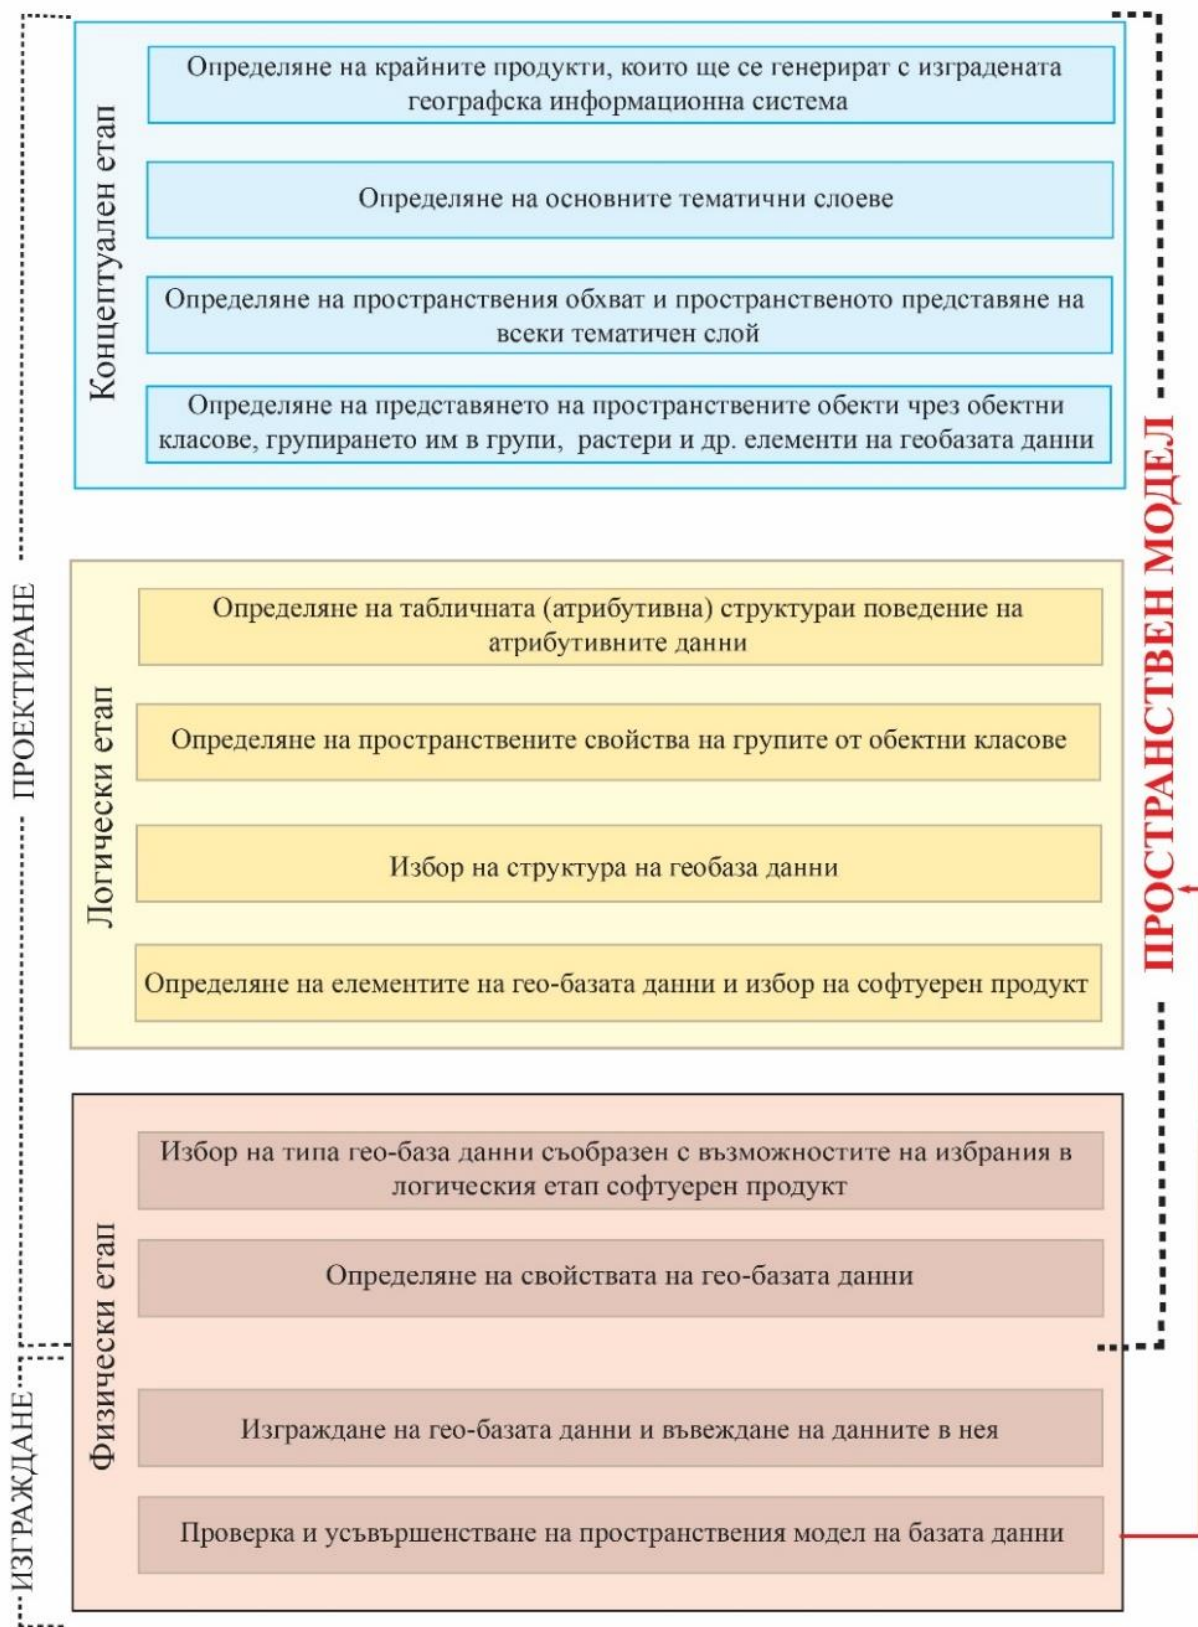 Концептуален етап
Определяне на крайните продукти, които ще се генерират с изградената
географска информационна система
Определяне на основните тематични слоеве
Определяне на пространствения обхват и пространственото представяне на
всеки тематичен слой
Определяне на представянето на пространствените обекти чрез обектни
класове, групирането им в групи, растери и др. елементи на геобазата данни
ПРОЕКТИРАНЕ
ПРОСТРАНСТВЕН МОДЕЛ
Логически етап
Определяне на табличната (атрибутивна) структураи поведение на
атрибутивните данни
Определяне на пространствените свойства на групите от обектни класове
Избор на структура на геобаза данни
Определяне на елементите на гео-базата данни и избор на софтуерен продукт
Физически етап
Избор на типа гео-база данни съобразен с възможностите на избрания в
логическия етап софтуерен продукт
Определяне на свойствата на гео-базата данни
ИЗГРАЖДАНЕ
Изграждане на гео-базата данни и въвеждане на данните в нея
Проверка и усъвършенстване на пространствения модел на базата данни